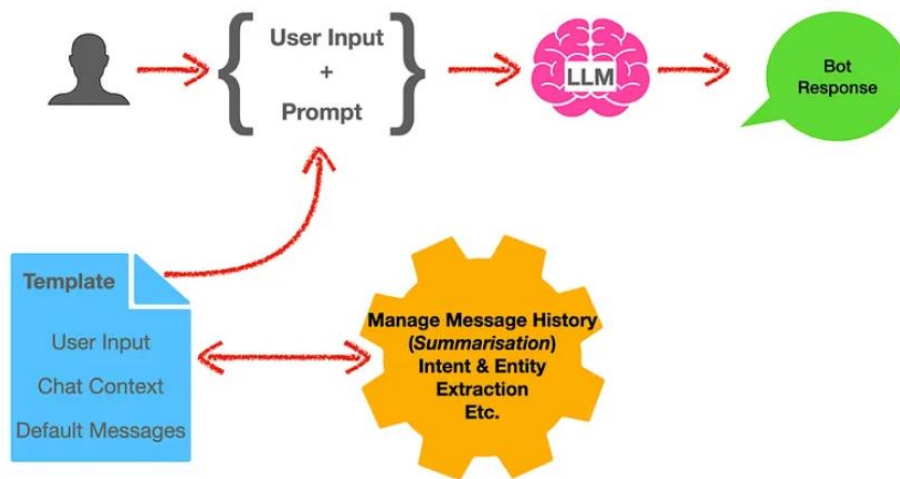 User Input
+
Prompt
LLM
Bot
Response
Template
User Input
Chat Context
Default Messages
Manage Message History
(Summarisation)
Intent & Entity
Extraction
Etc.